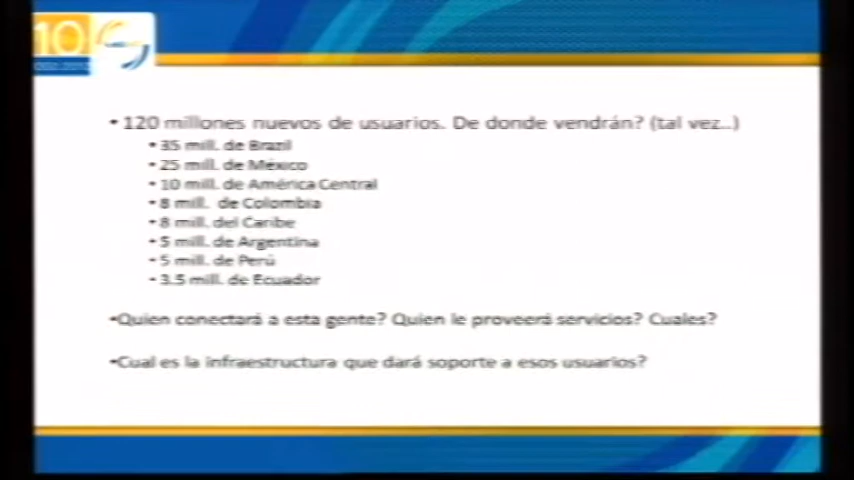 10
• 120 millones nuevos de usuarios. De donde vendrán? (tal vez..)
• 35 mill. de Brazil
• 25 mill. de México
• 10 mill. de América Central
• 8 mill. de Colombia
• 8 mill. del Caribe
• 5 mill. de Argentina
• 5 mill. de Perú
• 3.5 mill. de Ecuador
•Quien conectará a esta gente? Quien le proveerá servicios? Cuales?
•Cual es la infraestructura que dará soporte a esos usuarios?